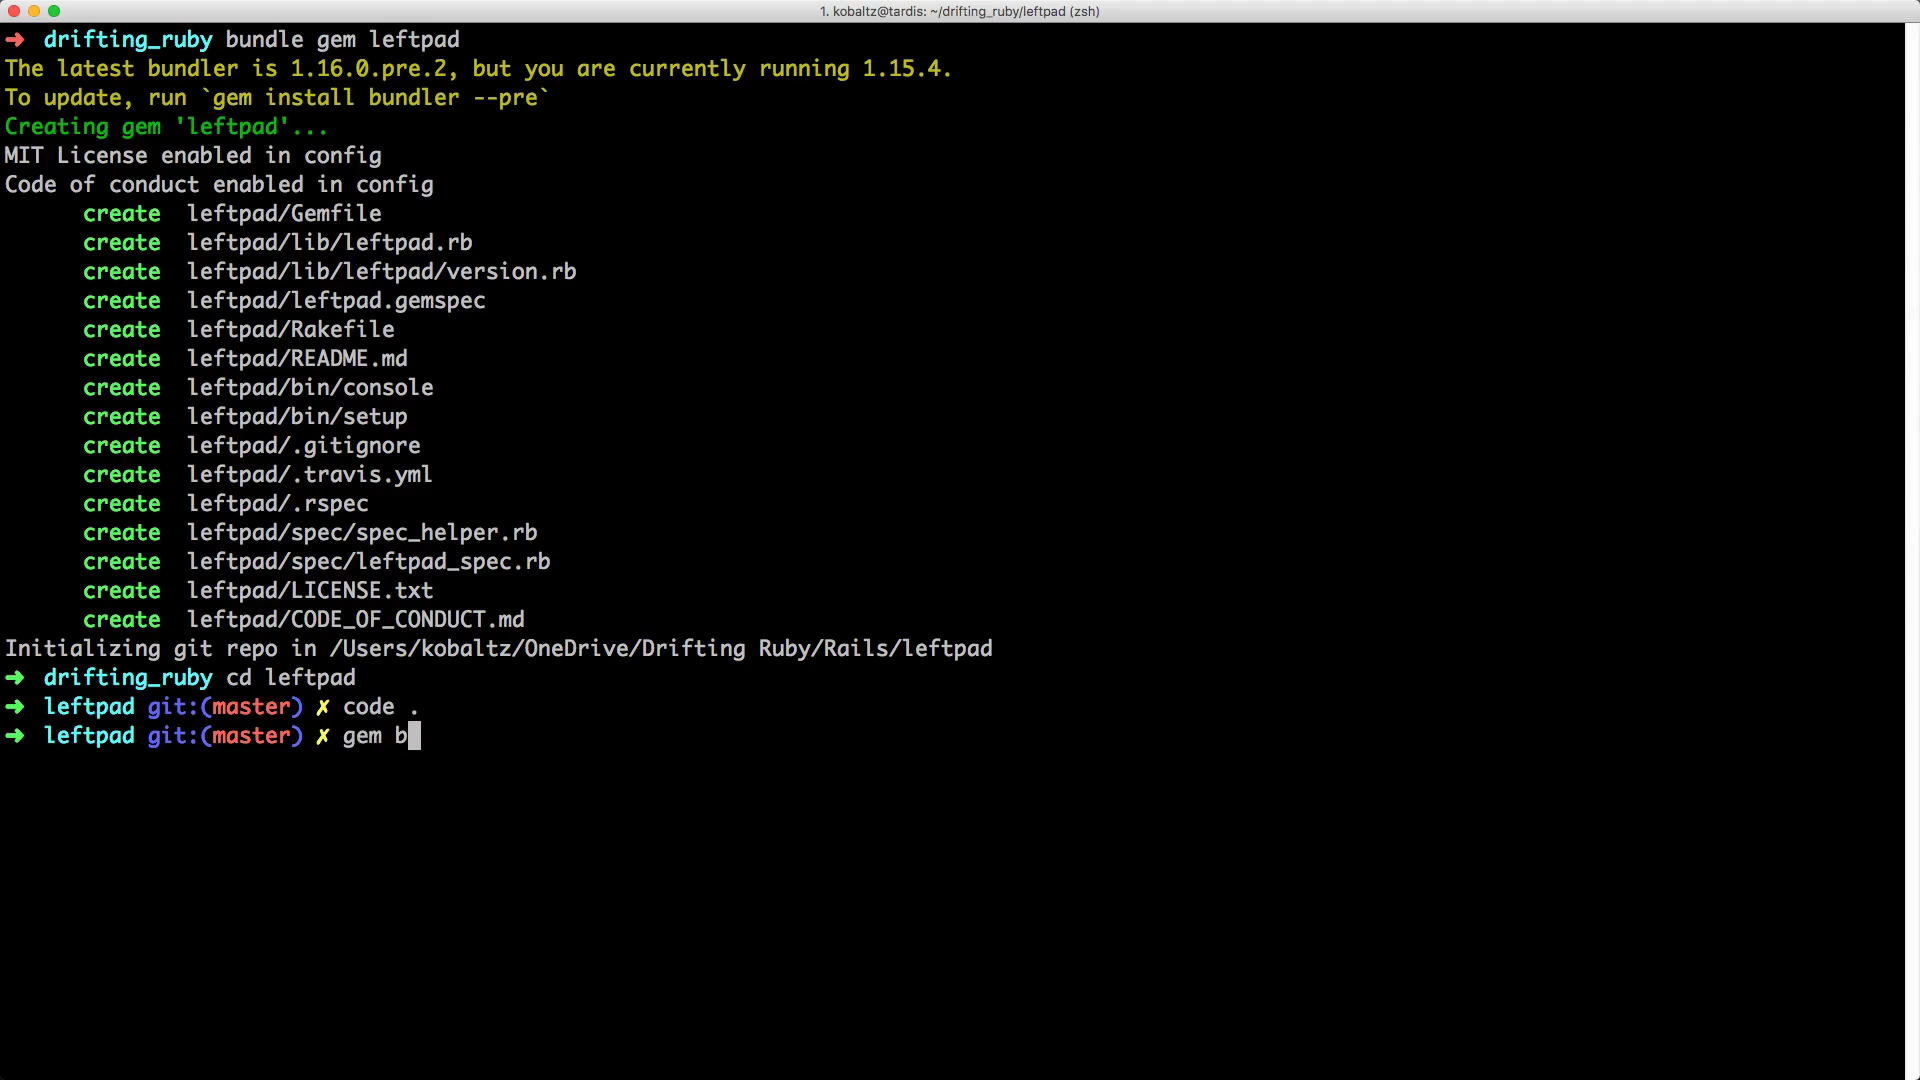 1. kobaltz@tardis: ~/drifting_ruby/leftpad (zsh)
➜ drifting_ruby bundle gem leftpad
The latest bundler is 1.16.0.pre.2, but you are currently running 1.15.4.
To update, run `gem install bundler --pre`
Creating gem 'leftpad'...
MIT License enabled in config
Code of conduct enabled in config
create leftpad/Gemfile
create leftpad/lib/leftpad.rb
create leftpad/lib/leftpad/version.rb
create leftpad/leftpad.gemspec
create leftpad/Rakefile
create leftpad/README.md
create leftpad/bin/console
create leftpad/bin/setup
create leftpad/.gitignore
create leftpad/.travis.yml
create leftpad/.rspec
create leftpad/spec/spec_helper.rb
create leftpad/spec/leftpad_spec.rb
create leftpad/LICENSE.txt
create leftpad/CODE_OF_CONDUCT.md
Initializing git repo in /Users/kobaltz/OneDrive/Drifting Ruby/Rails/leftpad
➜ drifting_ruby cd leftpad
➜ leftpad git:(master) ✗ code .
➜ leftpad git:(master) ✗ gem b